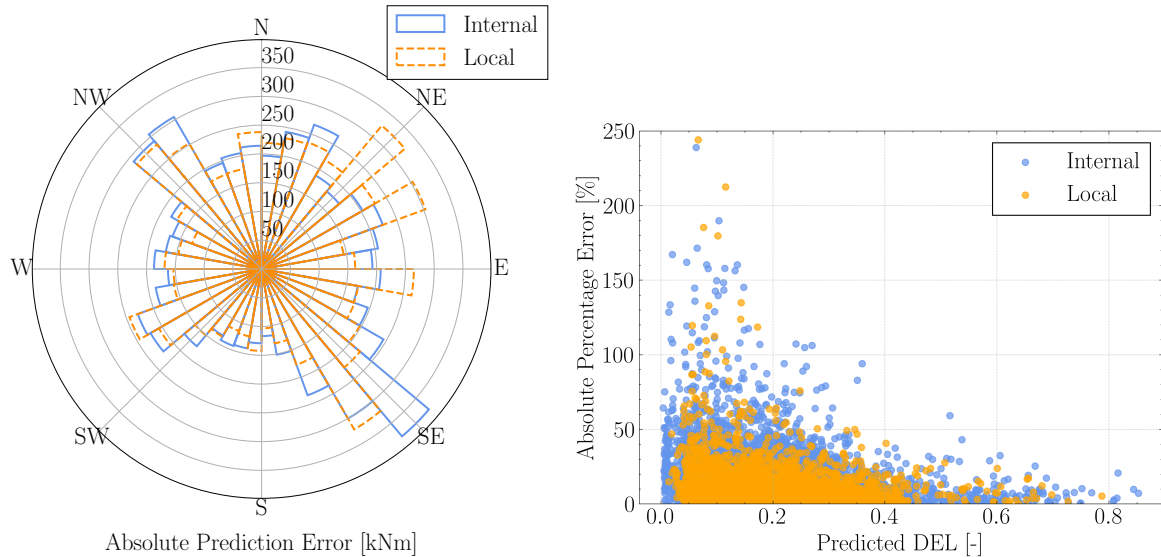 N
Internal
Local
350
300
250
200
150
100
50
NW
NE
W
E
SW
SE
S
Absolute Prediction Error [kNm]
250
200
150
100
50
0
Absolute Percentage Error [%]
Internal
Local
0.0
0.2
0.4
0.6
0.8
Predicted DEL [-]